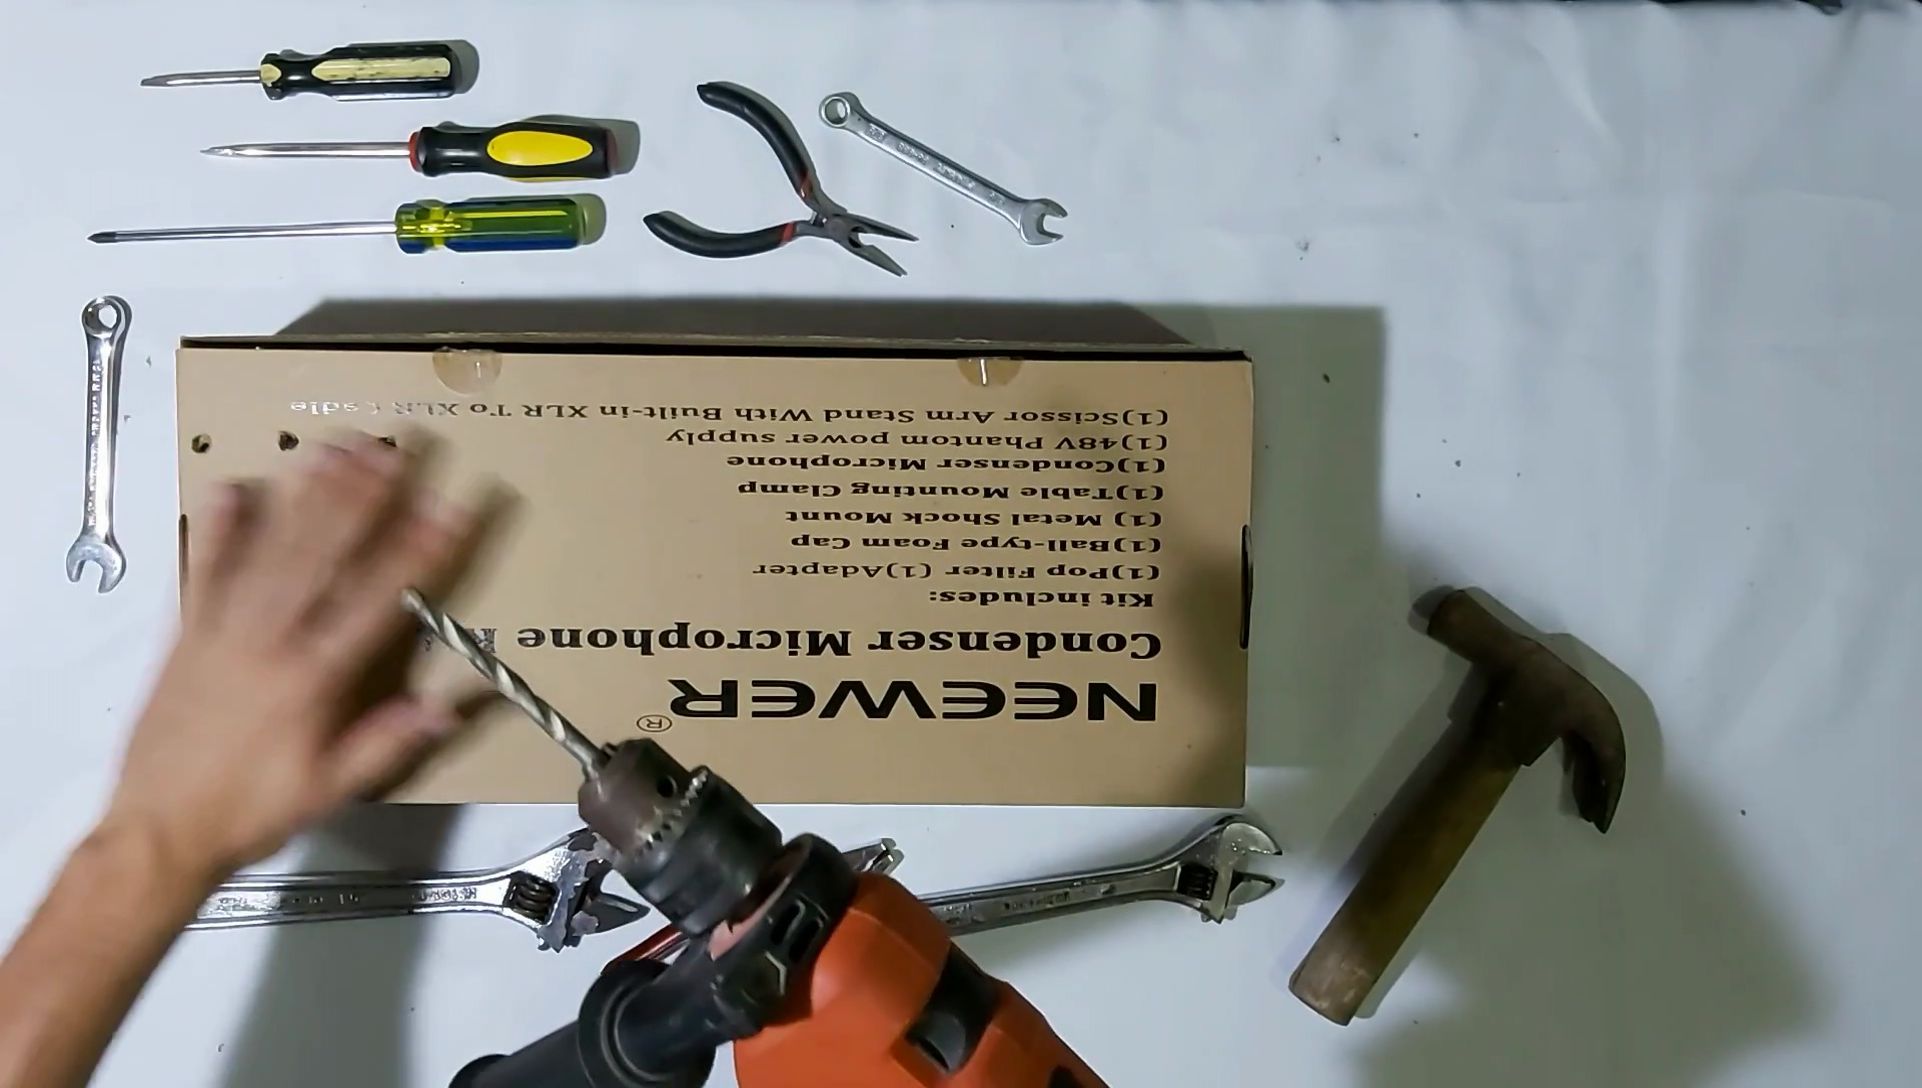 NEEWER®
Condenser Microphone
Kit includes:
(1)Pop Filter (1)Adapter
(1)Ball-type Foam Cap
(1) Metal Shock Mount
(1)Table Mounting Clamp
(1)Condenser Microphone
(1)48V Phantom power supply
(1)Scissor Arm Stand With Built-in XLR To XLR Cable